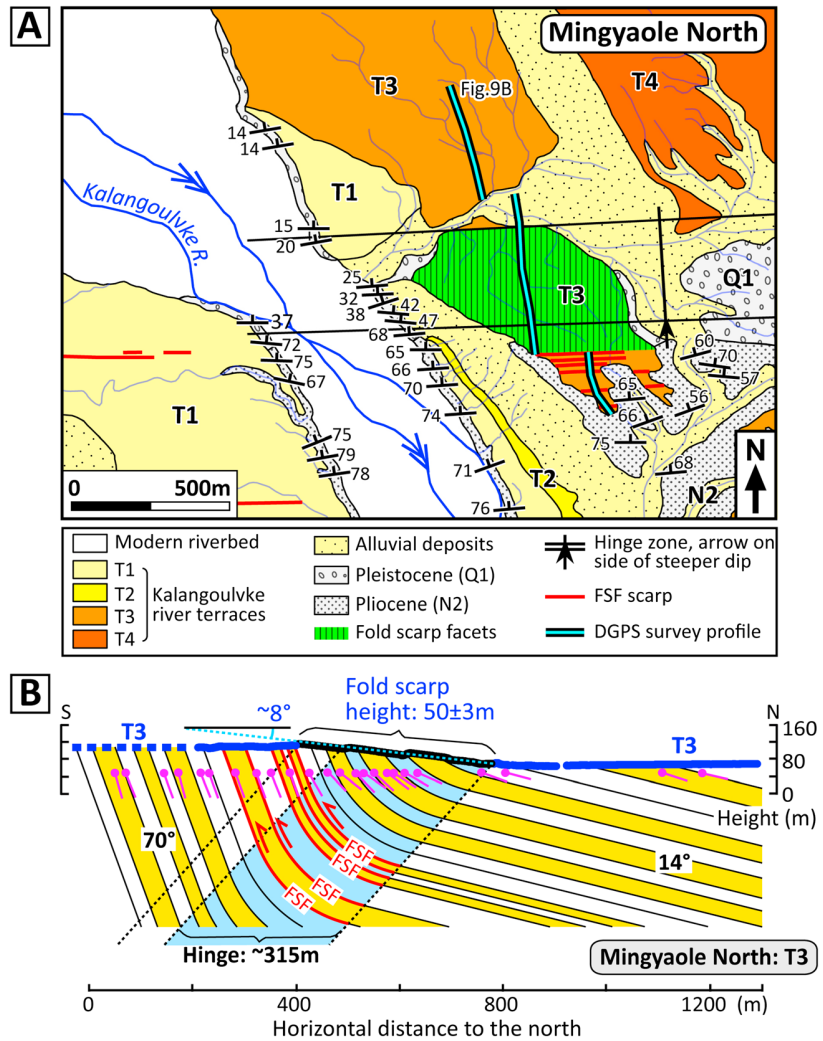 A
Mingyaole North
T3
Fig.9B
T4
14
14
T1
Kalangoulvke R.
15
20
25
32
38
42
47
68
37
72
75
67
65
66
70
74
71
76
75
79
78
T1
T2
T3
Q1
60
70
57
65
66
56
75
68
N2
N
0 500m
Modern riverbed
T1
T2
T3
T4
Kalangoulvke
river terraces
Alluvial deposits
Pleistocene (Q1)
Pliocene (N2)
Fold scarp facets
Hinge zone, arrow on
side of steeper dip
FSF scarp
DGPS survey profile
B
S
T3
~8°
Fold scarp
height: 50±3m
N
T3
160
80
0
Height (m)
70°
14°
FSF
FSF
FSF
FSF
Hinge: ~315m
Mingyaole North: T3
0 400 800 1200 (m)
Horizontal distance to the north